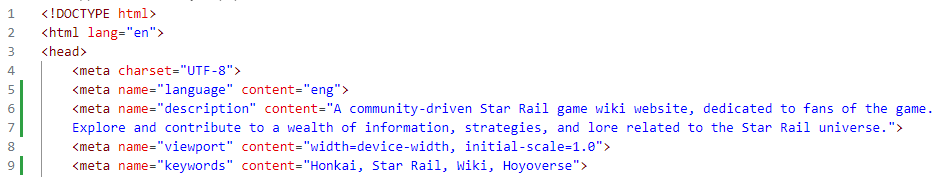 1 <!DOCTYPE html>
2 <html lang="en">
3 <head>
4 <meta charset="UTF-8">
5 <meta name="language" content="eng">
6 <meta name="description" content="A community-driven Star Rail game wiki website, dedicated to fans of the game.
7 Explore and contribute to a wealth of information, strategies, and lore related to the Star Rail universe.">
8 <meta name="viewport" content="width=device-width, initial-scale=1.0">
9 <meta name="keywords" content="Honkai, Star Rail, Wiki, Hoyoverse">